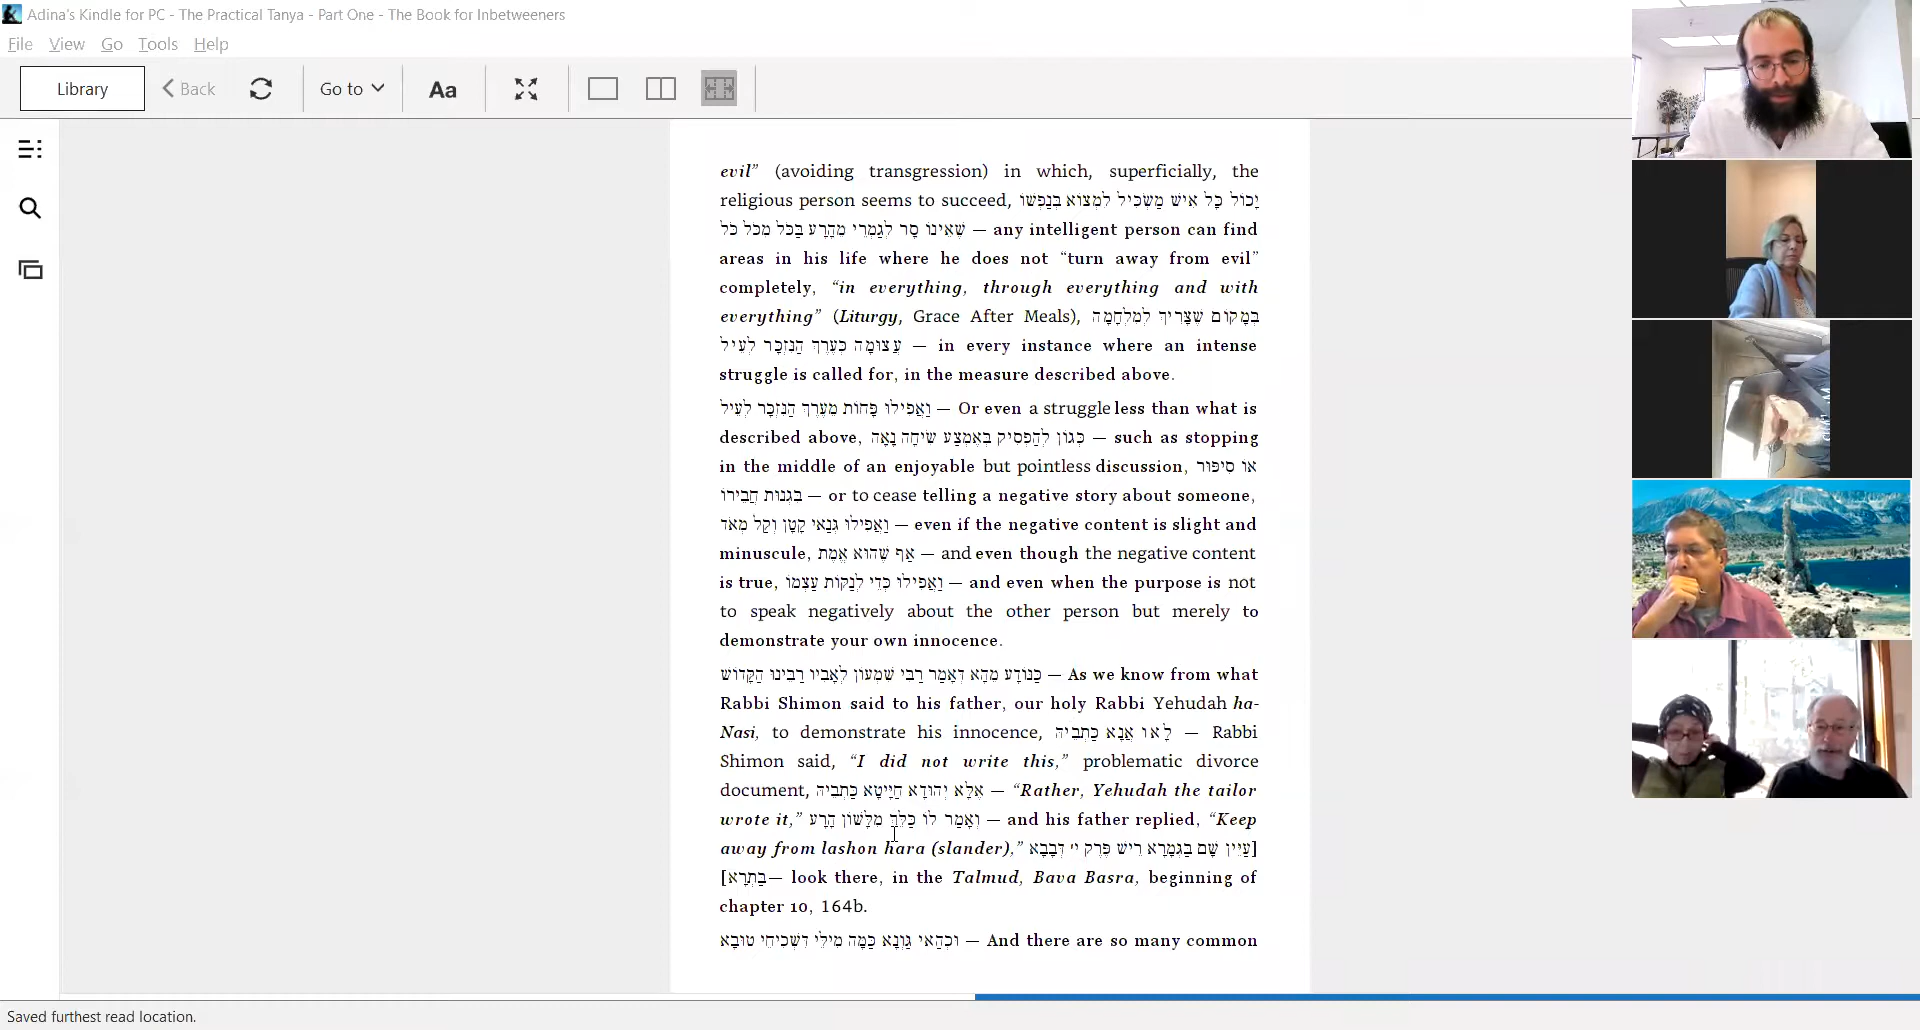 Adina's Kindle for PC - The Practical Tanya - Part One - The Book for Inbetweeners
File View Go Tools Help
Library Back Go to Aa
evil” (avoiding transgression) in which, superficially, the
religious person seems to succeed, יָכוֹל כָּל אִישׁ מַשְׂכִּיל לִמְצוֹא בְּנַפְשׁוֹ
שֶׁאֵינוֹ סָר לְגַמְרֵי מֵהָרָע בַּכֹּל מִכֹּל כֹּל — any intelligent person can find
areas in his life where he does not “turn away from evil”
completely, “in everything, through everything and with
everything” (Liturgy, Grace After Meals), בִּמְקוֹם שֶׁצָּרִיךְ לְמִלְחָמָה
עֲצוּמָה כְּעֵרֶךְ הַנִּזְכָּר לְעֵיל — in every instance where an intense
struggle is called for, in the measure described above.
וַאֲפִילוּ פָּחוֹת מֵעֵרֶךְ הַנִּזְכָּר לְעֵיל — Or even a struggle less than what is
described above, כְּגוֹן לְהַפְסִיק בְּאֶמְצַע שִׂיחָה נָאָה — such as stopping
in the middle of an enjoyable but pointless discussion, אוֹ סִיפּוּר
בִּגְנוּת חֲבֵירוֹ — or to cease telling a negative story about someone,
וַאֲפִילוּ גְּנַאי קָטָן וְקַל מְאֹד — even if the negative content is slight and
minuscule, אַף שֶׁהוּא אֱמֶת — and even though the negative content
is true, וַאֲפִילוּ כְּדֵי לְנַקּוֹת עַצְמוֹ — and even when the purpose is not
to speak negatively about the other person but merely to
demonstrate your own innocence.
כַּנּוֹדָע מֵהָא דְּאָמַר רַבִּי שִׁמְעוֹן לְאָבִיו רַבֵּינוּ הַקָּדוֹשׁ — As we know from what
Rabbi Shimon said to his father, our holy Rabbi Yehudah ha-
Nasi, to demonstrate his innocence, לָאו אֲנָא כְּתַבֵיהּ — Rabbi
Shimon said, “I did not write this,” problematic divorce
document, אֶלָּא יְהוּדָא חַיָּיטָא כְּתַבֵיהּ — “Rather, Yehudah the tailor
wrote it,” וְאָמַר לוֹ כַּלֵּךְ מִלָּשׁוֹן הָרָע — and his father replied, “Keep
away from lashon hara (slander),” [עַיֵּין שָׁם בַּגְּמָרָא רֵישׁ פֶּרֶק י׳ דְּבָבָא
בַּתְרָא] — look there, in the Talmud, Bava Basra, beginning of
chapter 10, 164b.
וּכְהַאי גַּוְנָא כַּמָּה מִילֵּי דִּשְׁכִיחֵי טוּבָא — And there are so many common
Saved furthest read location.